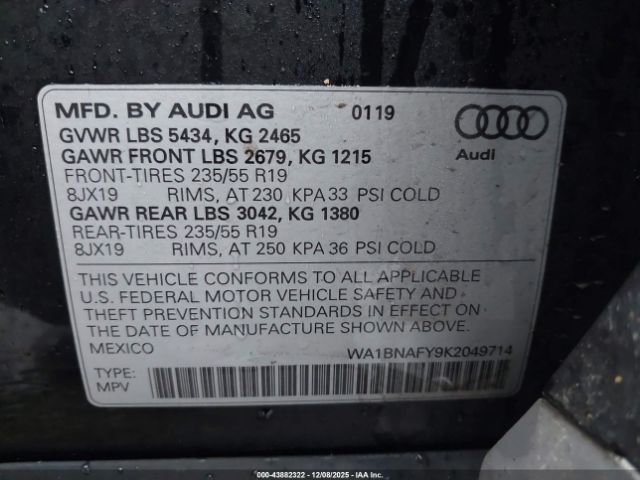 MFD. BY AUDI AG 0119
GVWR LBS 5434, KG 2465
GAWR FRONT LBS 2679, KG 1215
Audi
FRONT-TIRES 235/55 R19
8JX19 RIMS, AT 230 KPA 33 PSI COLD
GAWR REAR LBS 3042, KG 1380
REAR-TIRES 235/55 R19
8JX19 RIMS, AT 250 KPA 36 PSI COLD
THIS VEHICLE CONFORMS TO ALL APPLICABLE
U.S. FEDERAL MOTOR VEHICLE SAFETY AND
THEFT PREVENTION STANDARDS IN EFFECT ON
THE DATE OF MANUFACTURE SHOWN ABOVE.
MEXICO WA1BNAFY9K2049714
TYPE:
MPV
000-43882322 | 12/08/2025 | IAA, Inc.